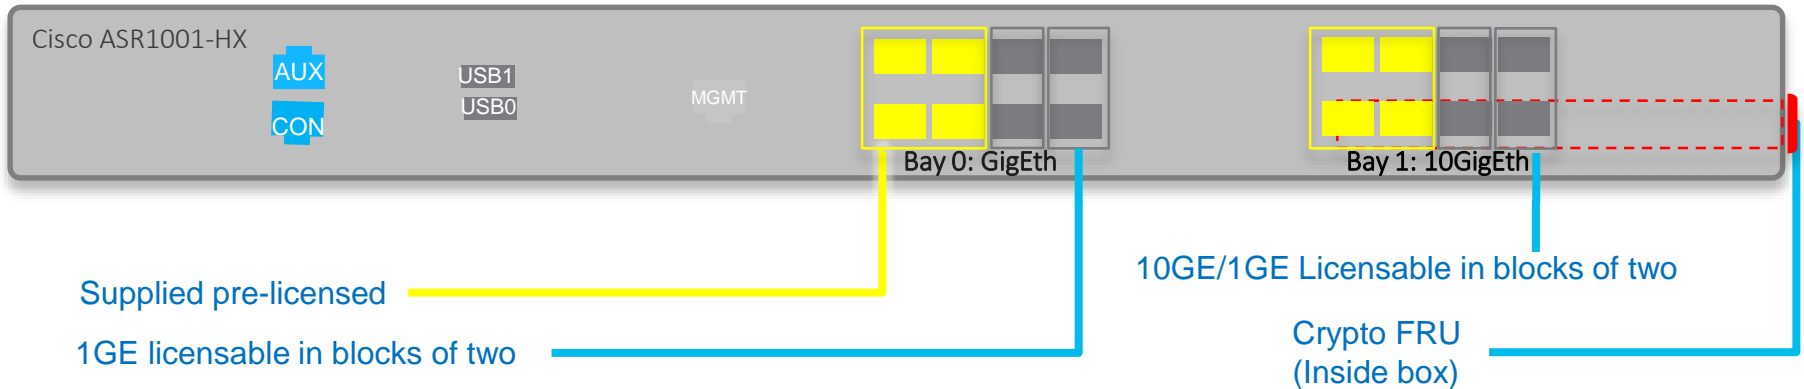 Cisco ASR1001-HX
AUX
CON
USB1
USB0
MGMT
Bay 0: GigEth
Bay 1: 10GigEth
Supplied pre-licensed
1GE licensable in blocks of two
10GE/1GE Licensable in blocks of two
Crypto FRU
(Inside box)